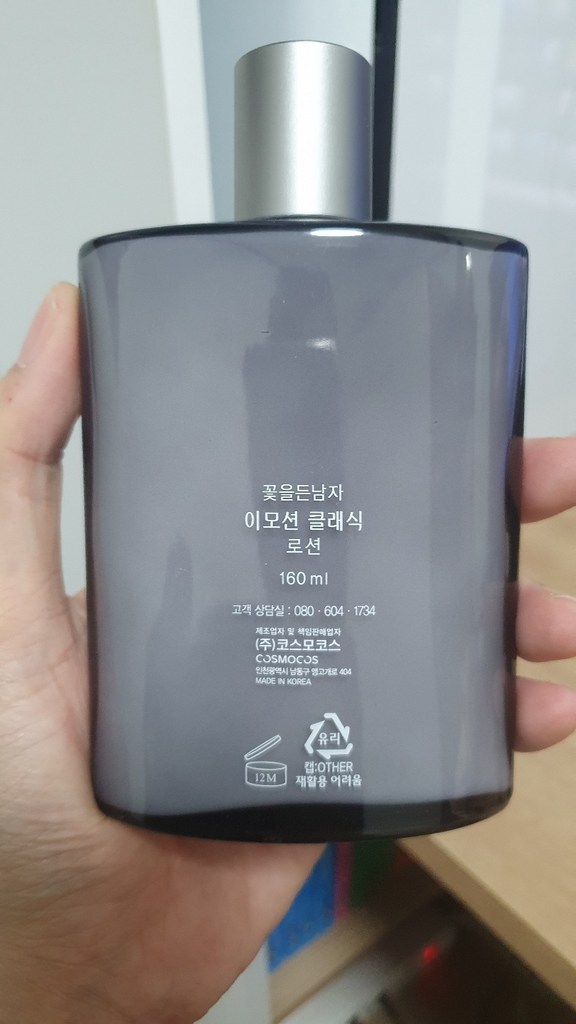 꽃을든남자
이모션 클래식
로션
160 ml
고객 상담실 : 080 · 604 · 1734
제조업자 및 책임판매업자
(주)코스모코스
COSMOCOS
인천광역시 남동구 앵고개로 404
MADE IN KOREA
유리
12M
캡:OTHER
재활용 어려움